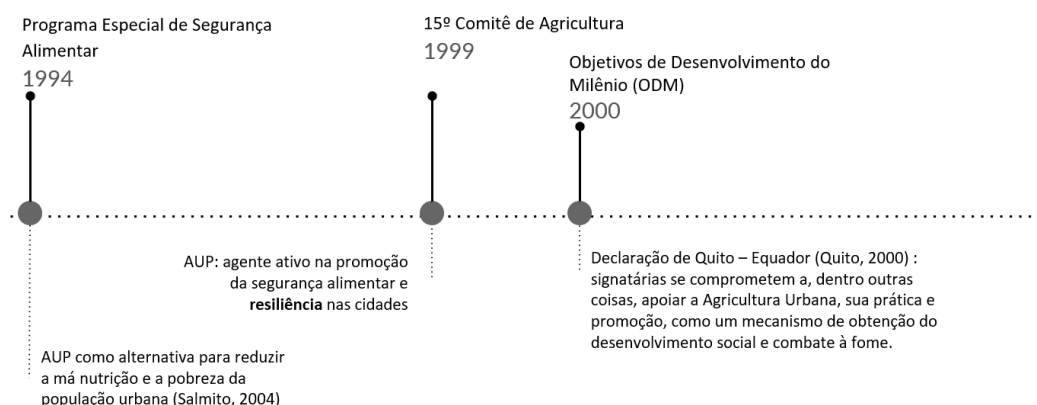 Programa Especial de Segurança
Alimentar
1994
15º Comitê de Agricultura
1999
Objetivos de Desenvolvimento do
Milênio (ODM)
2000
AUP: agente ativo na promoção
da segurança alimentar e
resiliência nas cidades
Declaração de Quito – Equador (Quito, 2000) :
signatárias se comprometem a, dentro outras
coisas, apoiar a Agricultura Urbana, sua prática e
promoção, como um mecanismo de obtenção do
desenvolvimento social e combate à fome.
AUP como alternativa para reduzir
a má nutrição e a pobreza da
população urbana (Salmito, 2004)